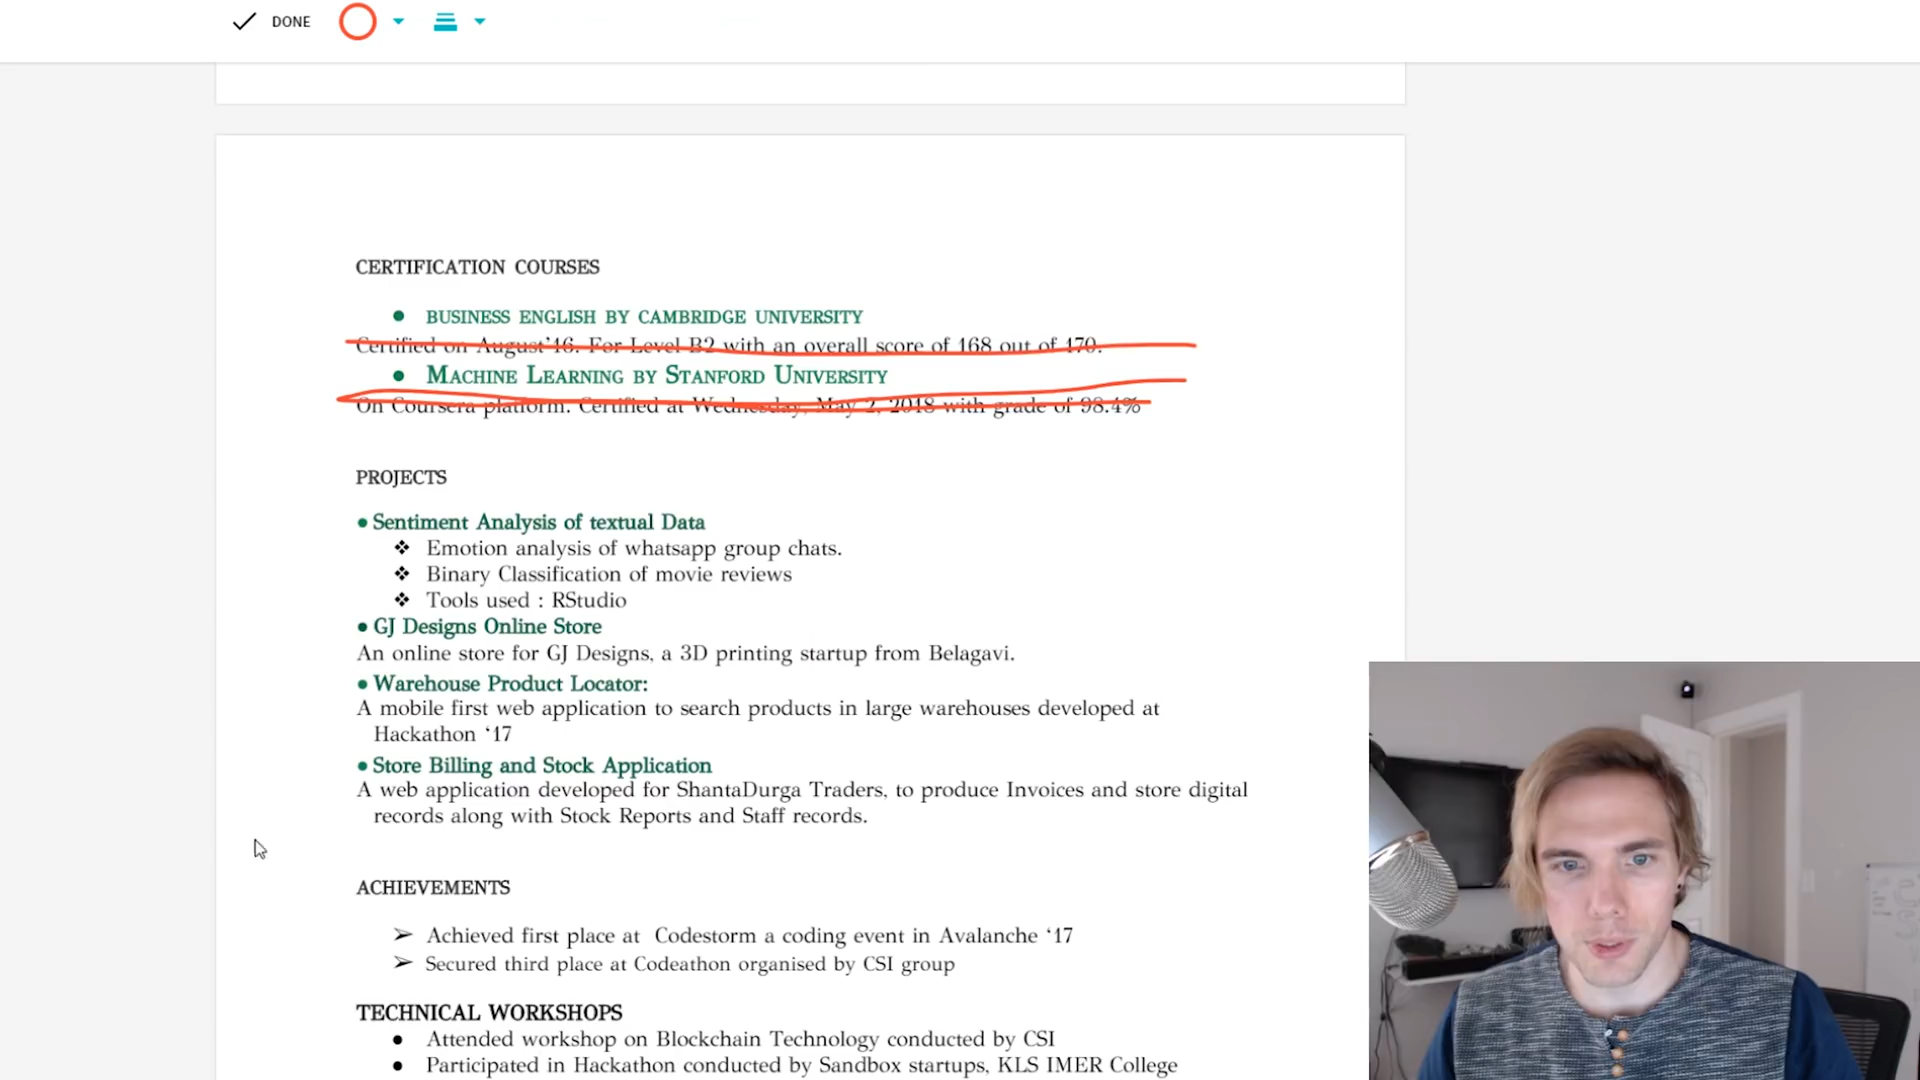 DONE
CERTIFICATION COURSES
• BUSINESS ENGLISH BY CAMBRIDGE UNIVERSITY
Certified on August'16. For Level B2 with an overall score of 168 out of 170.
• MACHINE LEARNING BY STANFORD UNIVERSITY
On Coursera platform. Certified at Wednesday, May 2, 2018 with grade of 98.4%
PROJECTS
• Sentiment Analysis of textual Data
❖ Emotion analysis of whatsapp group chats.
❖ Binary Classification of movie reviews
❖ Tools used : RStudio
• GJ Designs Online Store
An online store for GJ Designs, a 3D printing startup from Belagavi.
• Warehouse Product Locator:
A mobile first web application to search products in large warehouses developed at
Hackathon ‘17
• Store Billing and Stock Application
A web application developed for ShantaDurga Traders, to produce Invoices and store digital
records along with Stock Reports and Staff records.
ACHIEVEMENTS
➢ Achieved first place at Codestorm a coding event in Avalanche ‘17
➢ Secured third place at Codeathon organised by CSI group
TECHNICAL WORKSHOPS
• Attended workshop on Blockchain Technology conducted by CSI
• Participated in Hackathon conducted by Sandbox startups, KLS IMER College